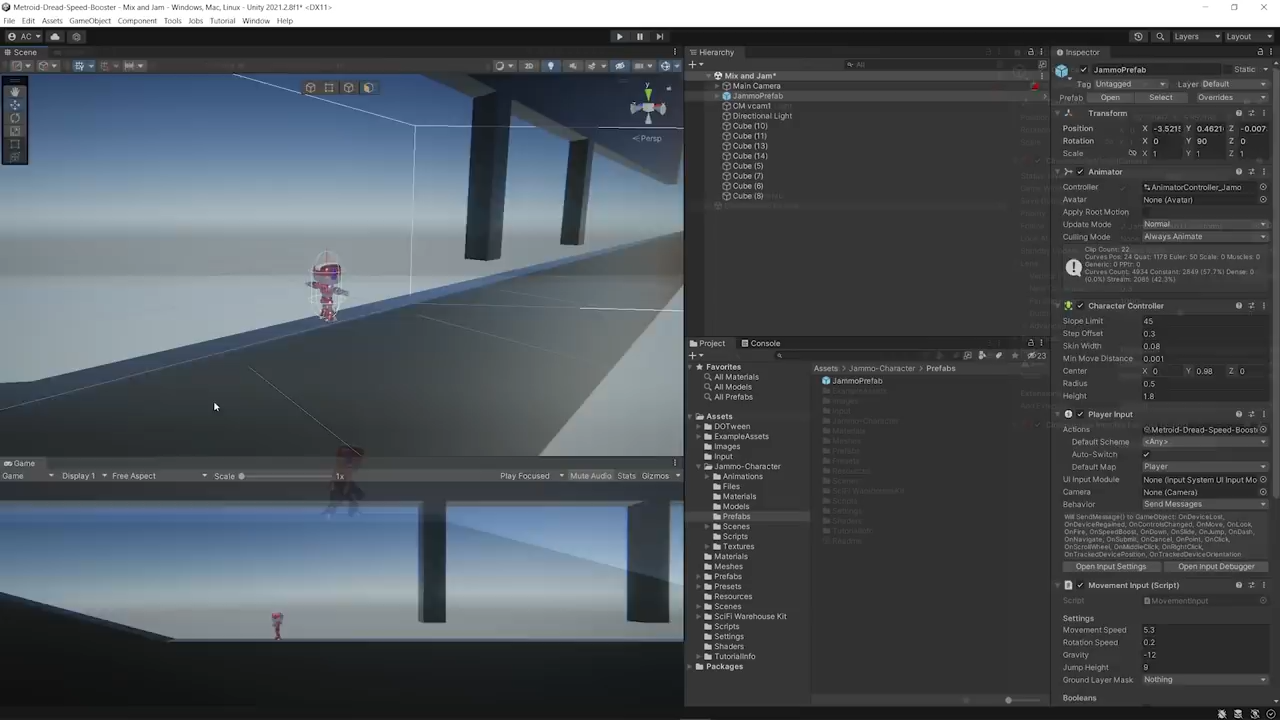 Metroid-Dread-Speed-Booster - Mix and Jam - Windows, Mac, Linux - Unity 2021.2.8f1* <DX11>
File Edit Assets GameObject Component Tools Jobs Tutorial Window Help
AC
Layers Layout
Scene
2D
Persp
Game
Game Display 1 Free Aspect Scale 1x Play Focused Mute Audio Stats Gizmos
Hierarchy
All
Mix and Jam*
Main Camera
JammoPrefab
CM vcam1
Directional Light
Cube (10)
Cube (11)
Cube (13)
Cube (14)
Cube (5)
Cube (7)
Cube (6)
Cube (8)
Project Console
23
Favorites
All Materials
All Models
All Prefabs
Assets
DOTween
ExampleAssets
Images
Input
Jammo-Character
Animations
Files
Materials
Models
Prefabs
Scenes
Scripts
Textures
Materials
Meshes
Prefabs
Presets
Resources
Scenes
SciFi Warehouse Kit
Scripts
Settings
Shaders
TutorialInfo
Packages
Assets Jammo-Character Prefabs
JammoPrefab
Inspector
JammoPrefab Static
Tag Untagged Layer Default
Prefab Open Select Overrides
Transform
Position X -3.521 Y 0.462 Z -0.007
Rotation X 0 Y 90 Z 0
Scale X 1 Y 1 Z 1
Animator
Controller AnimatorController_Jamo
Avatar None (Avatar)
Apply Root Motion
Update Mode Normal
Culling Mode Always Animate
Clip Count: 22
Curves Pos: 24 Quat: 1178 Euler: 50 Scale: 0 Muscles: 0
Generic: 0 PPtr: 0
Curves Count: 4934 Constant: 2849 (57.7%) Dense: 0
(0.0%) Stream: 2085 (42.3%)
Character Controller
Slope Limit 45
Step Offset 0.3
Skin Width 0.08
Min Move Distance 0.001
Center X 0 Y 0.98 Z 0
Radius 0.5
Height 1.8
Player Input
Actions Metroid-Dread-Speed-Boost
Default Scheme <Any>
Auto-Switch
Default Map Player
UI Input Module None (Input System UI Input Mo
Camera None (Camera)
Behavior Send Messages
Will SendMessage() to GameObject: OnDeviceLost,
OnDeviceRegained, OnControlsChanged, OnMove, OnLook,
OnFire, OnSpeedBoost, OnDown, OnSlide, OnJump, OnDash,
OnNavigate, OnSubmit, OnCancel, OnPoint, OnClick,
OnScrollWheel, OnMiddleClick, OnRightClick,
OnTrackedDevicePosition, OnTrackedDeviceOrientation
Open Input Settings Open Input Debugger
Movement Input (Script)
Script MovementInput
Settings
Movement Speed 5.3
Rotation Speed 0.2
Gravity -12
Jump Height 9
Ground Layer Mask Nothing
Booleans